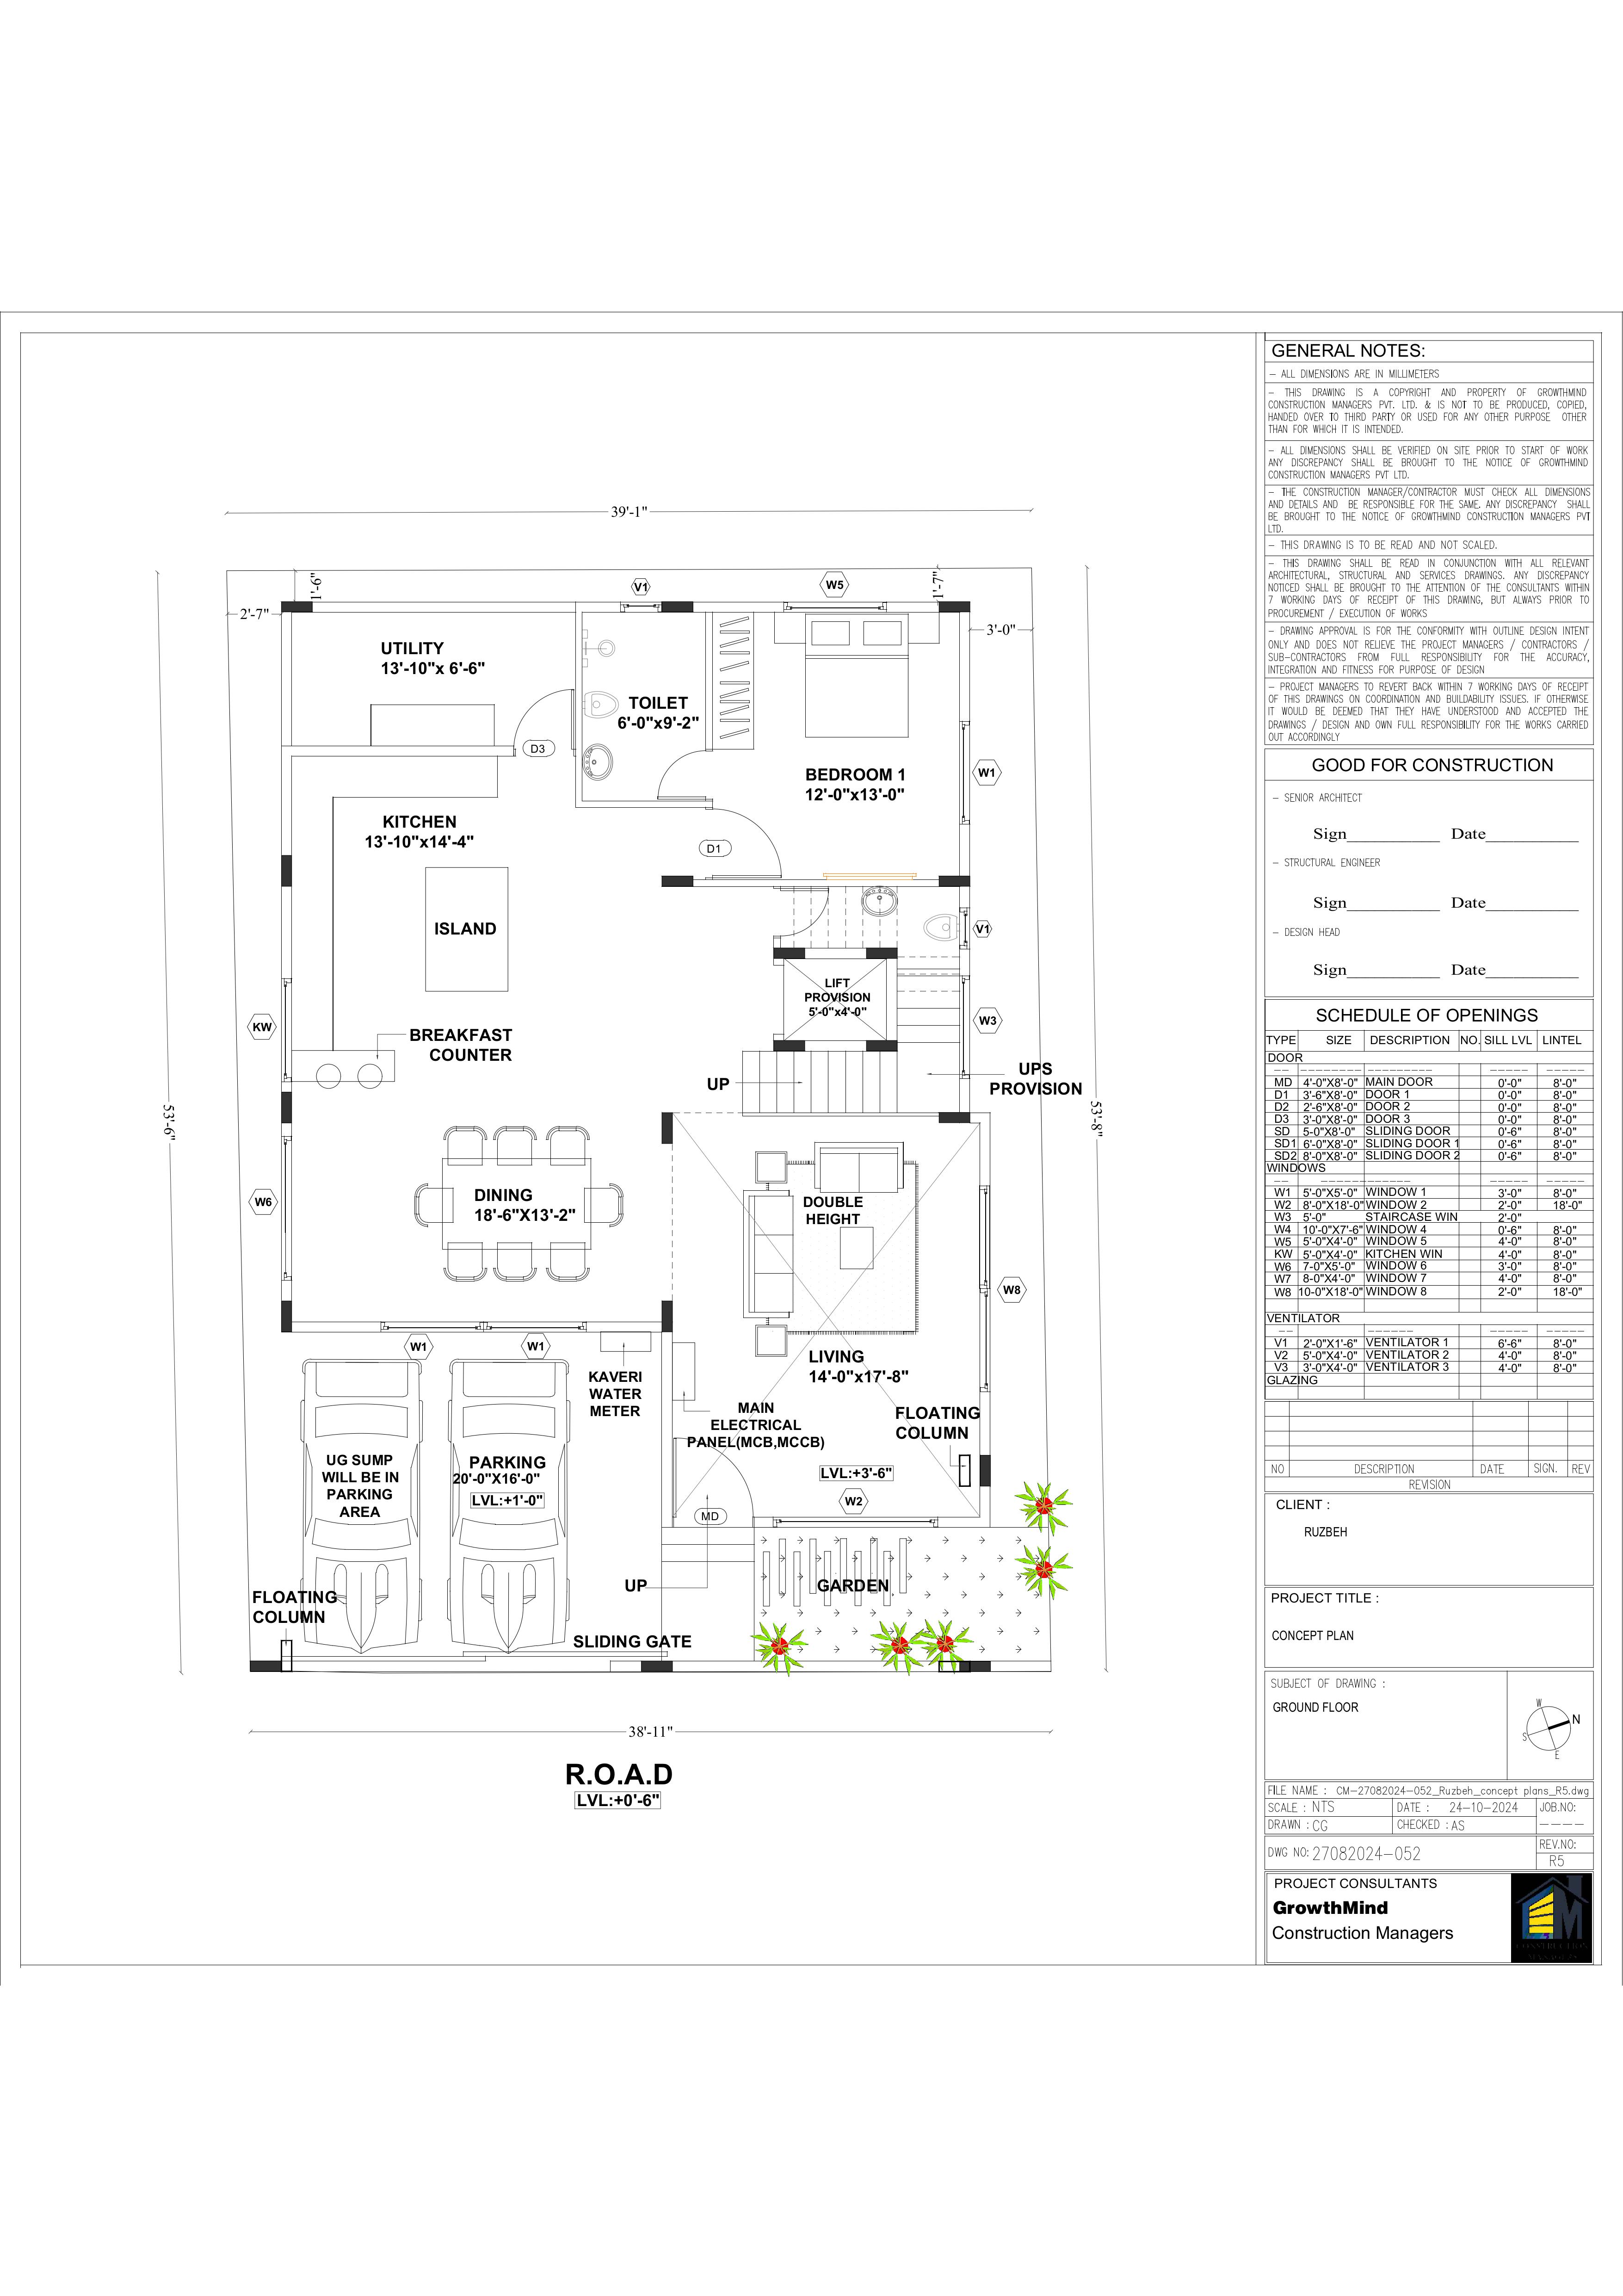 39'-1"
1'-6"
1'-7"
2'-7"
3'-0"
V1
W5
UTILITY
13'-10"x 6'-6"
TOILET
6'-0"x9'-2"
D3
BEDROOM 1
12'-0"x13'-0"
W1
KITCHEN
13'-10"x14'-4"
D1
ISLAND
V1
LIFT
PROVISION
5'-0"x4'-0"
KW
W3
BREAKFAST
COUNTER
UP
UPS
PROVISION
53'-6"
53'-8"
W6
DINING
18'-6"X13'-2"
DOUBLE
HEIGHT
W8
W1
W1
LIVING
14'-0"x17'-8"
KAVERI
WATER
METER
MAIN
ELECTRICAL
PANEL(MCB,MCCB)
FLOATING
COLUMN
UG SUMP
WILL BE IN
PARKING
AREA
PARKING
20'-0"X16'-0"
LVL:+1'-0"
LVL:+3'-6"
W2
MD
UP
GARDEN
FLOATING
COLUMN
SLIDING GATE
38'-11"
R.O.A.D
LVL:+0'-6"
GENERAL NOTES:
- ALL DIMENSIONS ARE IN MILLIMETERS
- THIS DRAWING IS A COPYRIGHT AND PROPERTY OF GROWTHMIND
CONSTRUCTION MANAGERS PVT. LTD. & IS NOT TO BE PRODUCED, COPIED,
HANDED OVER TO THIRD PARTY OR USED FOR ANY OTHER PURPOSE OTHER
THAN FOR WHICH IT IS INTENDED.
- ALL DIMENSIONS SHALL BE VERIFIED ON SITE PRIOR TO START OF WORK
ANY DISCREPANCY SHALL BE BROUGHT TO THE NOTICE OF GROWTHMIND
CONSTRUCTION MANAGERS PVT LTD.
- THE CONSTRUCTION MANAGER/CONTRACTOR MUST CHECK ALL DIMENSIONS
AND DETAILS AND BE RESPONSIBLE FOR THE SAME. ANY DISCREPANCY SHALL
BE BROUGHT TO THE NOTICE OF GROWTHMIND CONSTRUCTION MANAGERS PVT
LTD.
- THIS DRAWING IS TO BE READ AND NOT SCALED.
- THIS DRAWING SHALL BE READ IN CONJUNCTION WITH ALL RELEVANT
ARCHITECTURAL, STRUCTURAL AND SERVICES DRAWINGS. ANY DISCREPANCY
NOTICED SHALL BE BROUGHT TO THE ATTENTION OF THE CONSULTANTS WITHIN
7 WORKING DAYS OF RECEIPT OF THIS DRAWING, BUT ALWAYS PRIOR TO
PROCUREMENT / EXECUTION OF WORKS
- DRAWING APPROVAL IS FOR THE CONFORMITY WITH OUTLINE DESIGN INTENT
ONLY AND DOES NOT RELIEVE THE PROJECT MANAGERS / CONTRACTORS /
SUB-CONTRACTORS FROM FULL RESPONSIBILITY FOR THE ACCURACY,
INTEGRATION AND FITNESS FOR PURPOSE OF DESIGN
- PROJECT MANAGERS TO REVERT BACK WITHIN 7 WORKING DAYS OF RECEIPT
OF THIS DRAWINGS ON COORDINATION AND BUILDABILITY ISSUES. IF OTHERWISE
IT WOULD BE DEEMED THAT THEY HAVE UNDERSTOOD AND ACCEPTED THE
DRAWINGS / DESIGN AND OWN FULL RESPONSIBILITY FOR THE WORKS CARRIED
OUT ACCORDINGLY
GOOD FOR CONSTRUCTION
- SENIOR ARCHITECT
Sign___________ Date___________
- STRUCTURAL ENGINEER
Sign___________ Date___________
- DESIGN HEAD
Sign___________ Date___________
SCHEDULE OF OPENINGS
TYPE SIZE DESCRIPTION NO. SILL LVL LINTEL
DOOR
MD 4'-0"X8'-0" MAIN DOOR 0'-0" 8'-0"
D1 3'-6"X8'-0" DOOR 1 0'-0" 8'-0"
D2 2'-6"X8'-0" DOOR 2 0'-0" 8'-0"
D3 3'-0"X8'-0" DOOR 3 0'-0" 8'-0"
SD 5-0"X8'-0" SLIDING DOOR 0'-6" 8'-0"
SD1 6'-0"X8'-0" SLIDING DOOR 1 0'-6" 8'-0"
SD2 8'-0"X8'-0" SLIDING DOOR 2 0'-6" 8'-0"
WINDOWS
W1 5'-0"X5'-0" WINDOW 1 3'-0" 8'-0"
W2 8'-0"X18'-0" WINDOW 2 2'-0" 18'-0"
W3 5'-0" STAIRCASE WIN 2'-0"
W4 10'-0"X7'-6" WINDOW 4 0'-6" 8'-0"
W5 5'-0"X4'-0" WINDOW 5 4'-0" 8'-0"
KW 5'-0"X4'-0" KITCHEN WIN 4'-0" 8'-0"
W6 7-0"X5'-0" WINDOW 6 3'-0" 8'-0"
W7 8-0"X4'-0" WINDOW 7 4'-0" 8'-0"
W8 10-0"X18'-0" WINDOW 8 2'-0" 18'-0"
VENTILATOR
V1 2'-0"X1'-6" VENTILATOR 1 6'-6" 8'-0"
V2 5'-0"X4'-0" VENTILATOR 2 4'-0" 8'-0"
V3 3'-0"X4'-0" VENTILATOR 3 4'-0" 8'-0"
GLAZING
NO DESCRIPTION DATE SIGN. REV
REVISION
CLIENT :
RUZBEH
PROJECT TITLE :
CONCEPT PLAN
SUBJECT OF DRAWING :
GROUND FLOOR
W
N
S
E
FILE NAME : CM-27082024-052_Ruzbeh_concept plans_R5.dwg
SCALE : NTS DATE : 24-10-2024 JOB.NO:
DRAWN : CG CHECKED : AS ----
DWG NO: 27082024-052 REV.NO:
R5
PROJECT CONSULTANTS
GrowthMind
Construction Managers